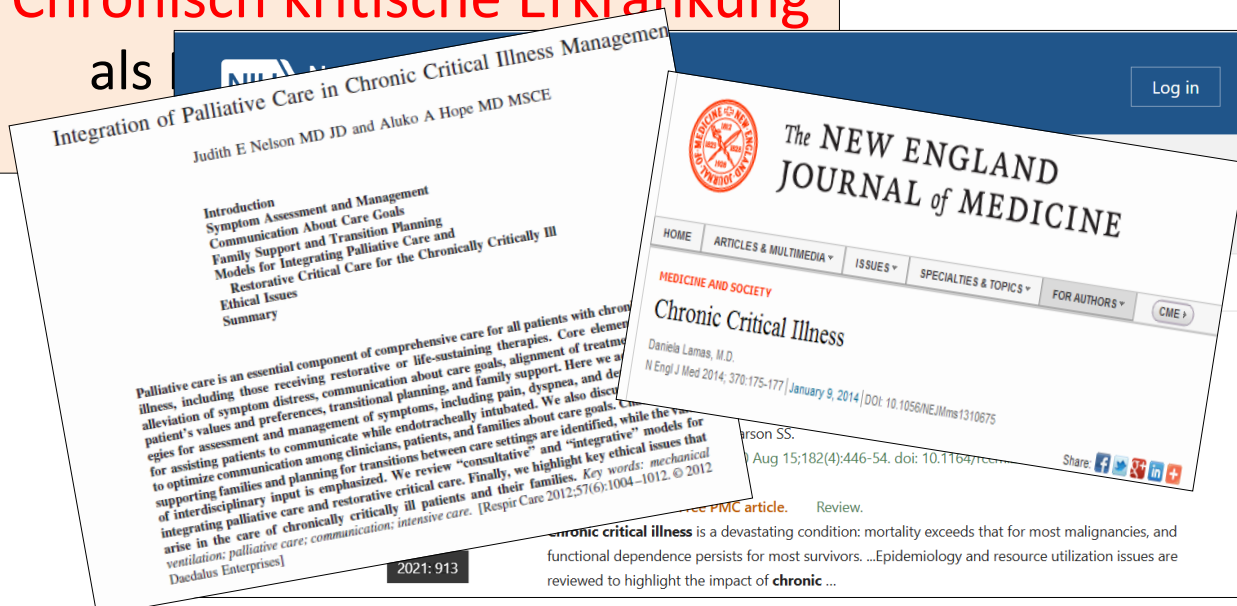 Chronisch kritische Erkrankung
als
NIH
Log in
Integration of Palliative Care in Chronic Critical Illness Managemen
Judith E Nelson MD JD and Aluko A Hope MD MSCE
Introduction
Symptom Assessment and Management
Communication About Care Goals
Family Support and Transition Planning
Models for Integrating Palliative Care and
Restorative Critical Care for the Chronically Critically Ill
Ethical Issues
Summary
Palliative care is an essential component of comprehensive care for all patients with chron
illness, including those receiving restorative or life-sustaining therapies. Core elemen
alleviation of symptom distress, communication about care goals, alignment of treatme
patient's values and preferences, transitional planning, and family support. Here we a
egies for assessment and management of symptoms, including pain, dyspnea, and de
for assisting patients to communicate while endotracheally intubated. We also discu
to optimize communication among clinicians, patients, and families about care goals.
supporting families and planning for transitions between care settings are identified, while the
of interdisciplinary input is emphasized. We review “consultative” and “integrative” models for
integrating palliative care and restorative critical care. Finally, we highlight key ethical issues that
arise in the care of chronically critically ill patients and their families. Key words: mechanical
ventilation; palliative care; communication; intensive care. [Respir Care 2012;57(6):1004–1012. © 2012
Daedalus Enterprises]
The NEW ENGLAND
JOURNAL of MEDICINE
HOME ARTICLES & MULTIMEDIA ISSUES SPECIALTIES & TOPICS FOR AUTHORS CME
MEDICINE AND SOCIETY
Chronic Critical Illness
Daniela Lamas, M.D.
N Engl J Med 2014; 370:175-177 | January 9, 2014 | DOI: 10.1056/NEJMms1310675
Share:
arson SS.
Aug 15;182(4):446-54. doi: 10.1164/rccm
PMC article. Review.
Chronic critical illness is a devastating condition: mortality exceeds that for most malignancies, and
functional dependence persists for most survivors. ...Epidemiology and resource utilization issues are
reviewed to highlight the impact of chronic ...
2021: 913